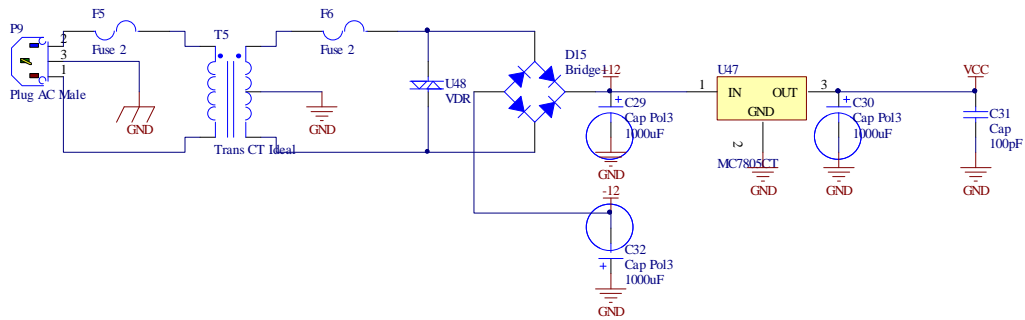 P9
2
3
1
Plug AC Male
F5
Fuse 2
GND
T5
Trans CT Ideal
F6
Fuse 2
GND
U48
VDR
D15
Bridge1
+12
C29
Cap Pol3
1000uF
GND
-12
C32
Cap Pol3
1000uF
GND
1
U47
IN
OUT
GND
3
2
MC7805CT
GND
C30
Cap Pol3
1000uF
GND
VCC
C31
Cap
100pF
GND